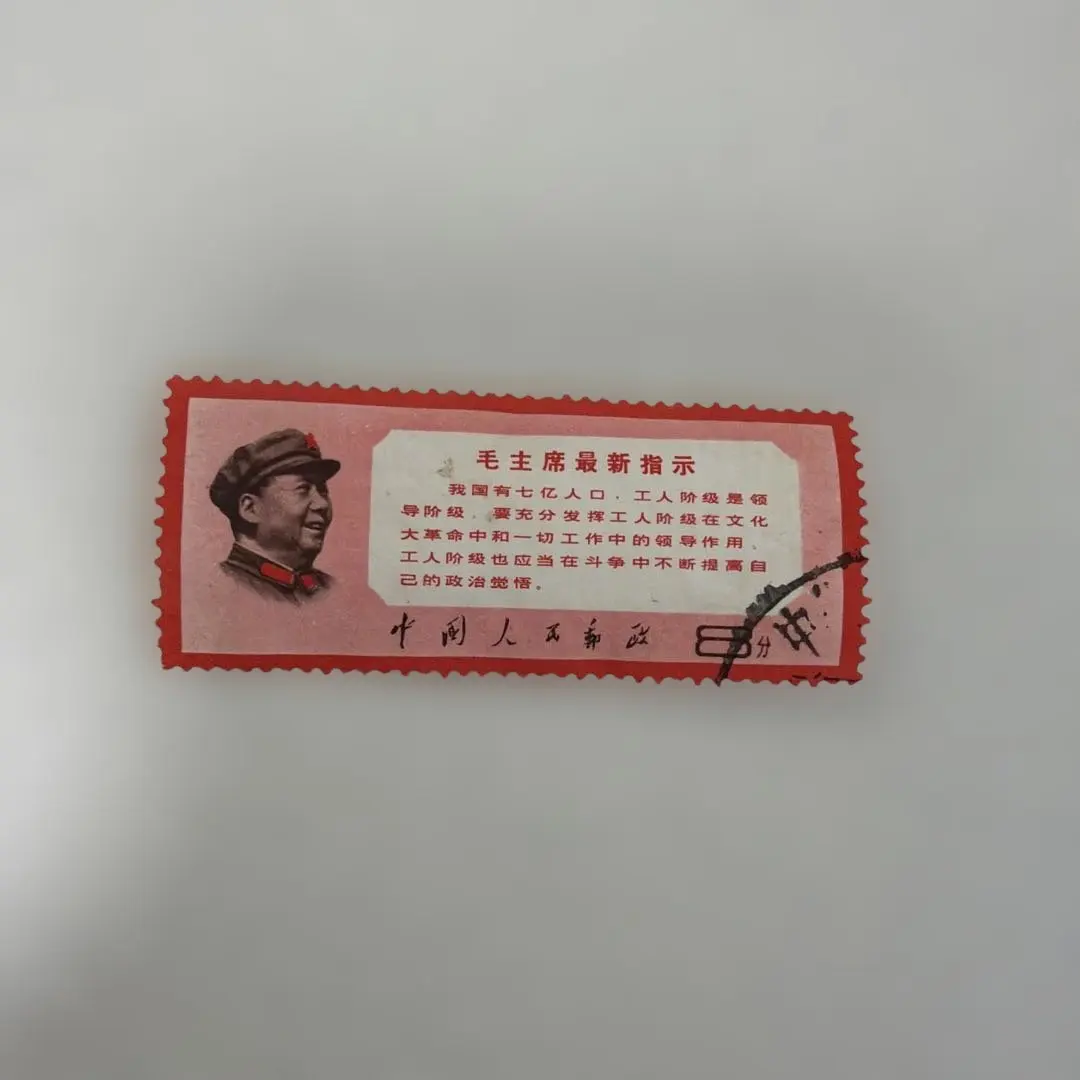 毛主席最新指示
我国有七亿人口，工人阶级是领
导阶级。要充分发挥工人阶级在文化
大革命中和一切工作中的领导作用。
工人阶级也应当在斗争中不断提高自
己的政治觉悟。
中国人民邮政 8分